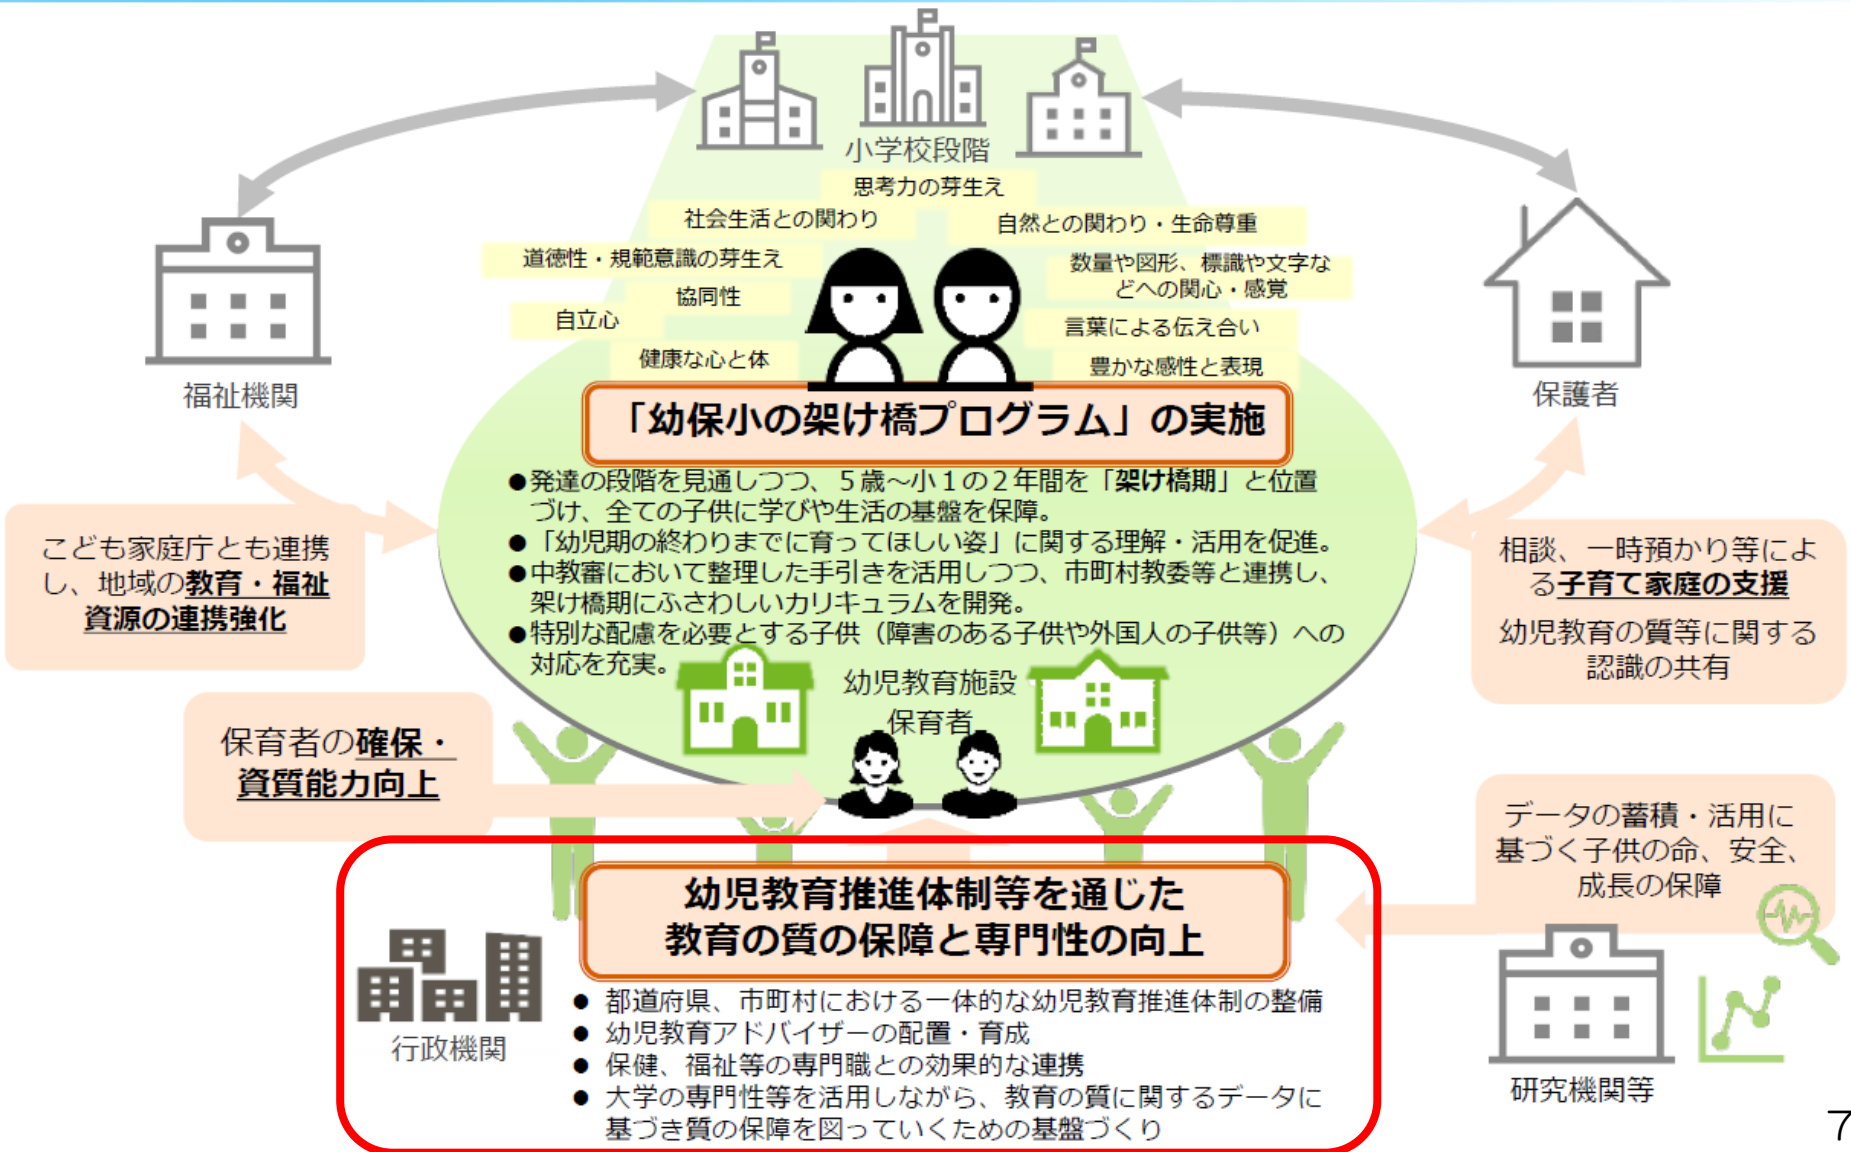 小学校段階
思考力の芽生え
社会生活との関わり
自然との関わり・生命尊重
道徳性・規範意識の芽生え
数量や図形、標識や文字な
どへの関心・感覚
協同性
自立心
言葉による伝え合い
健康な心と体
豊かな感性と表現
福祉機関
保護者
「幼保小の架け橋プログラム」の実施
●発達の段階を見通しつつ、５歳～小１の２年間を「架け橋期」と位置
づけ、全ての子供に学びや生活の基盤を保障。
●「幼児期の終わりまでに育ってほしい姿」に関する理解・活用を促進。
●中教審において整理した手引きを活用しつつ、市町村教委等と連携し、
架け橋期にふさわしいカリキュラムを開発。
●特別な配慮を必要とする子供（障害のある子供や外国人の子供等）への
対応を充実。
幼児教育施設
保育者
こども家庭庁とも連携
し、地域の教育・福祉
資源の連携強化
相談、一時預かり等によ
る子育て家庭の支援
幼児教育の質等に関する
認識の共有
保育者の確保・
資質能力向上
データの蓄積・活用に
基づく子供の命、安全、
成長の保障
幼児教育推進体制等を通じた
教育の質の保障と専門性の向上
行政機関
● 都道府県、市町村における一体的な幼児教育推進体制の整備
● 幼児教育アドバイザーの配置・育成
● 保健、福祉等の専門職との効果的な連携
● 大学の専門性等を活用しながら、教育の質に関するデータに
基づき質の保障を図っていくための基盤づくり
研究機関等
7